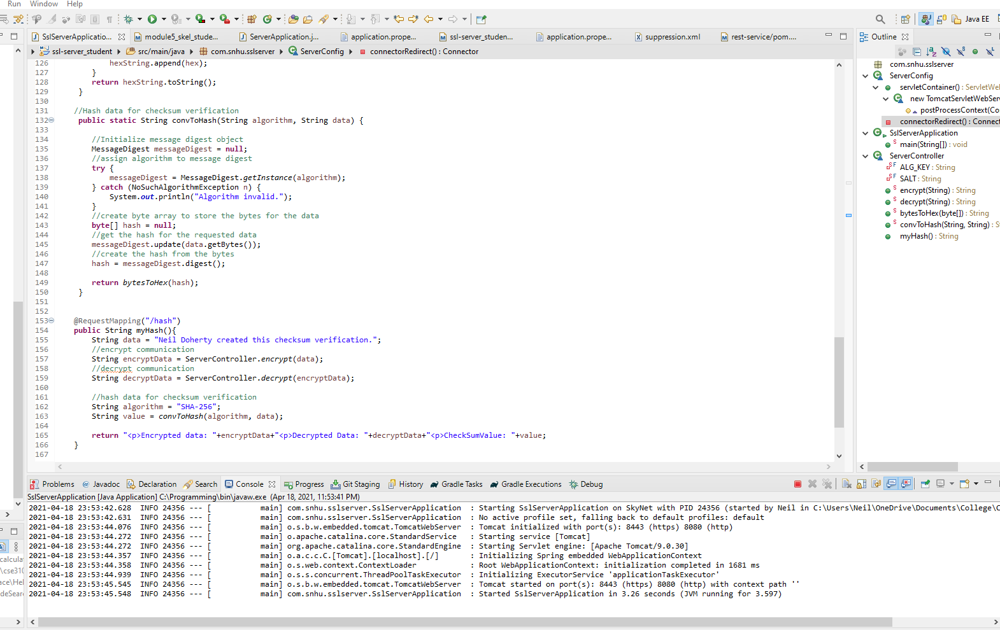 Run Window Help
Java EE
SslServerApplicatio... module5_skel_stude... ServerApplication.j... application.prope... ssl-server_studen... application.prope... suppression.xml rest-service/pom....
ssl-server_student src/main/java com.snhu.sslserver ServerConfig connectorRedirect() : Connector
126 hexString.append(hex);
127 }
128 return hexString.toString();
129 }
130
131 //Hash data for checksum verification
132 public static String convToHash(String algorithm, String data) {
133
134 //Initialize message digest object
135 MessageDigest messageDigest = null;
136 //assign algorithm to message digest
137 try {
138 messageDigest = MessageDigest.getInstance(algorithm);
139 } catch (NoSuchAlgorithmException n) {
140 System.out.println("Algorithm invalid.");
141 }
142 //create byte array to store the bytes for the data
143 byte[] hash = null;
144 //get the hash for the requested data
145 messageDigest.update(data.getBytes());
146 //create the hash from the bytes
147 hash = messageDigest.digest();
148
149 return bytesToHex(hash);
150 }
151
152
153 @RequestMapping("/hash")
154 public String myHash(){
155 String data = "Neil Doherty created this checksum verification.";
156 //encrypt communication
157 String encryptData = ServerController.encrypt(data);
158 //decrypt communication
159 String decryptData = ServerController.decrypt(encryptData);
160
161 //hash data for checksum verification
162 String algorithm = "SHA-256";
163 String value = convToHash(algorithm, data);
164
165 return "<p>Encrypted data: "+encryptData+"<p>Decrypted Data: "+decryptData+"<p>CheckSumValue: "+value;
166 }
167
Outline
com.snhu.sslserver
ServerConfig
servletContainer() : ServletWe
new TomcatServletWebSer
postProcessContext(Co
connectorRedirect() : Connect
SslServerApplication
main(String[]) : void
ServerController
ALG_KEY : String
SALT : String
encrypt(String) : String
decrypt(String) : String
bytesToHex(byte[]) : String
convToHash(String, String) : S
myHash() : String
Problems Javadoc Declaration Search Console Progress Git Staging History Gradle Tasks Gradle Executions Debug
SslServerApplication [Java Application] C:\Programming\bin\javaw.exe (Apr 18, 2021, 11:53:41 PM)
2021-04-18 23:53:42.628 INFO 24356 --- [ main] com.snhu.sslserver.SslServerApplication : Starting SslServerApplication on SkyNet with PID 24356 (started by Neil in C:\Users\Neil\OneDrive\Documents\College\C
2021-04-18 23:53:42.631 INFO 24356 --- [ main] com.snhu.sslserver.SslServerApplication : No active profile set, falling back to default profiles: default
2021-04-18 23:53:44.076 INFO 24356 --- [ main] o.s.b.w.embedded.tomcat.TomcatWebServer : Tomcat initialized with port(s): 8443 (https) 8080 (http)
2021-04-18 23:53:44.272 INFO 24356 --- [ main] o.apache.catalina.core.StandardService : Starting service [Tomcat]
2021-04-18 23:53:44.272 INFO 24356 --- [ main] org.apache.catalina.core.StandardEngine : Starting Servlet engine: [Apache Tomcat/9.0.30]
2021-04-18 23:53:44.357 INFO 24356 --- [ main] o.a.c.c.C.[Tomcat].[localhost].[/] : Initializing Spring embedded WebApplicationContext
2021-04-18 23:53:44.358 INFO 24356 --- [ main] o.s.web.context.ContextLoader : Root WebApplicationContext: initialization completed in 1681 ms
2021-04-18 23:53:44.939 INFO 24356 --- [ main] o.s.s.concurrent.ThreadPoolTaskExecutor : Initializing ExecutorService 'applicationTaskExecutor'
2021-04-18 23:53:45.545 INFO 24356 --- [ main] o.s.b.w.embedded.tomcat.TomcatWebServer : Tomcat started on port(s): 8443 (https) 8080 (http) with context path ''
2021-04-18 23:53:45.548 INFO 24356 --- [ main] com.snhu.sslserver.SslServerApplication : Started SslServerApplication in 3.26 seconds (JVM running for 3.597)
calculat
\cse310
ace\Hel
deSear